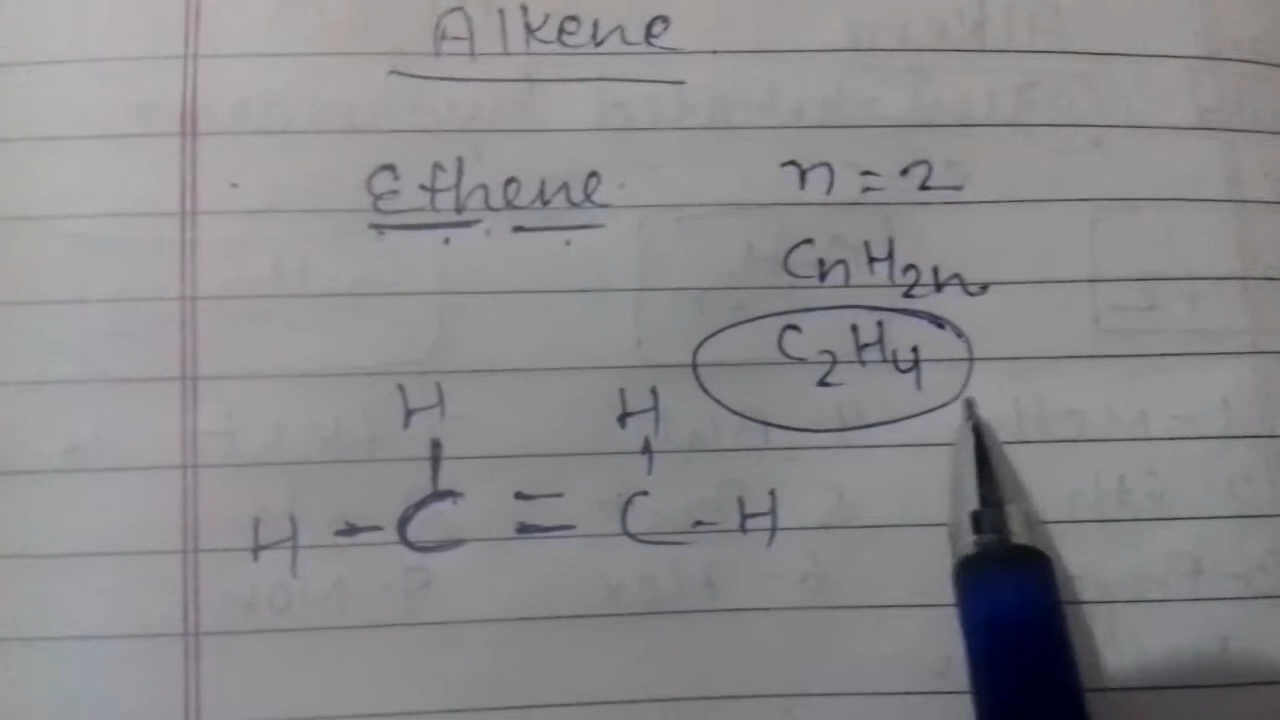 Alkene
Ethene n = 2
CnH2n
C2H4
H H
H - C = C - H